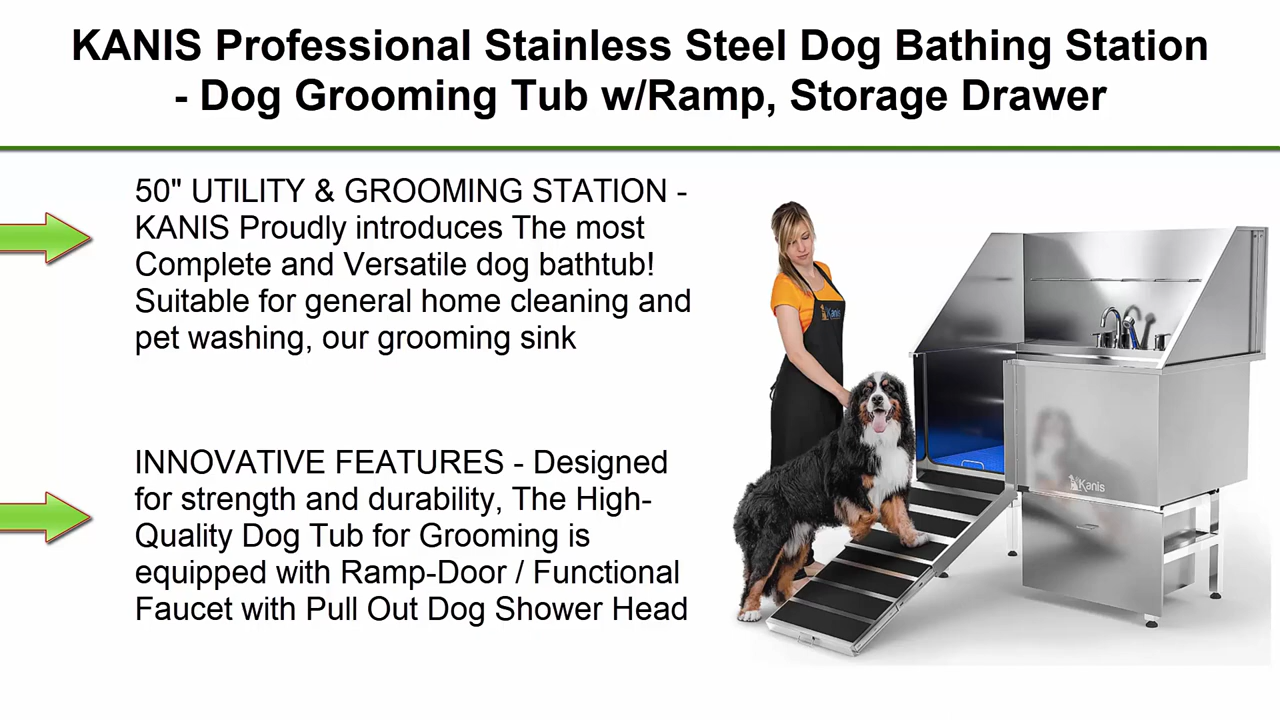 KANIS Professional Stainless Steel Dog Bathing Station
- Dog Grooming Tub w/Ramp, Storage Drawer
50" UTILITY & GROOMING STATION -
KANIS Proudly introduces The most
Complete and Versatile dog bathtub!
Suitable for general home cleaning and
pet washing, our grooming sink
INNOVATIVE FEATURES - Designed
for strength and durability, The High-
Quality Dog Tub for Grooming is
equipped with Ramp-Door / Functional
Faucet with Pull Out Dog Shower Head
Kanis
Kanis